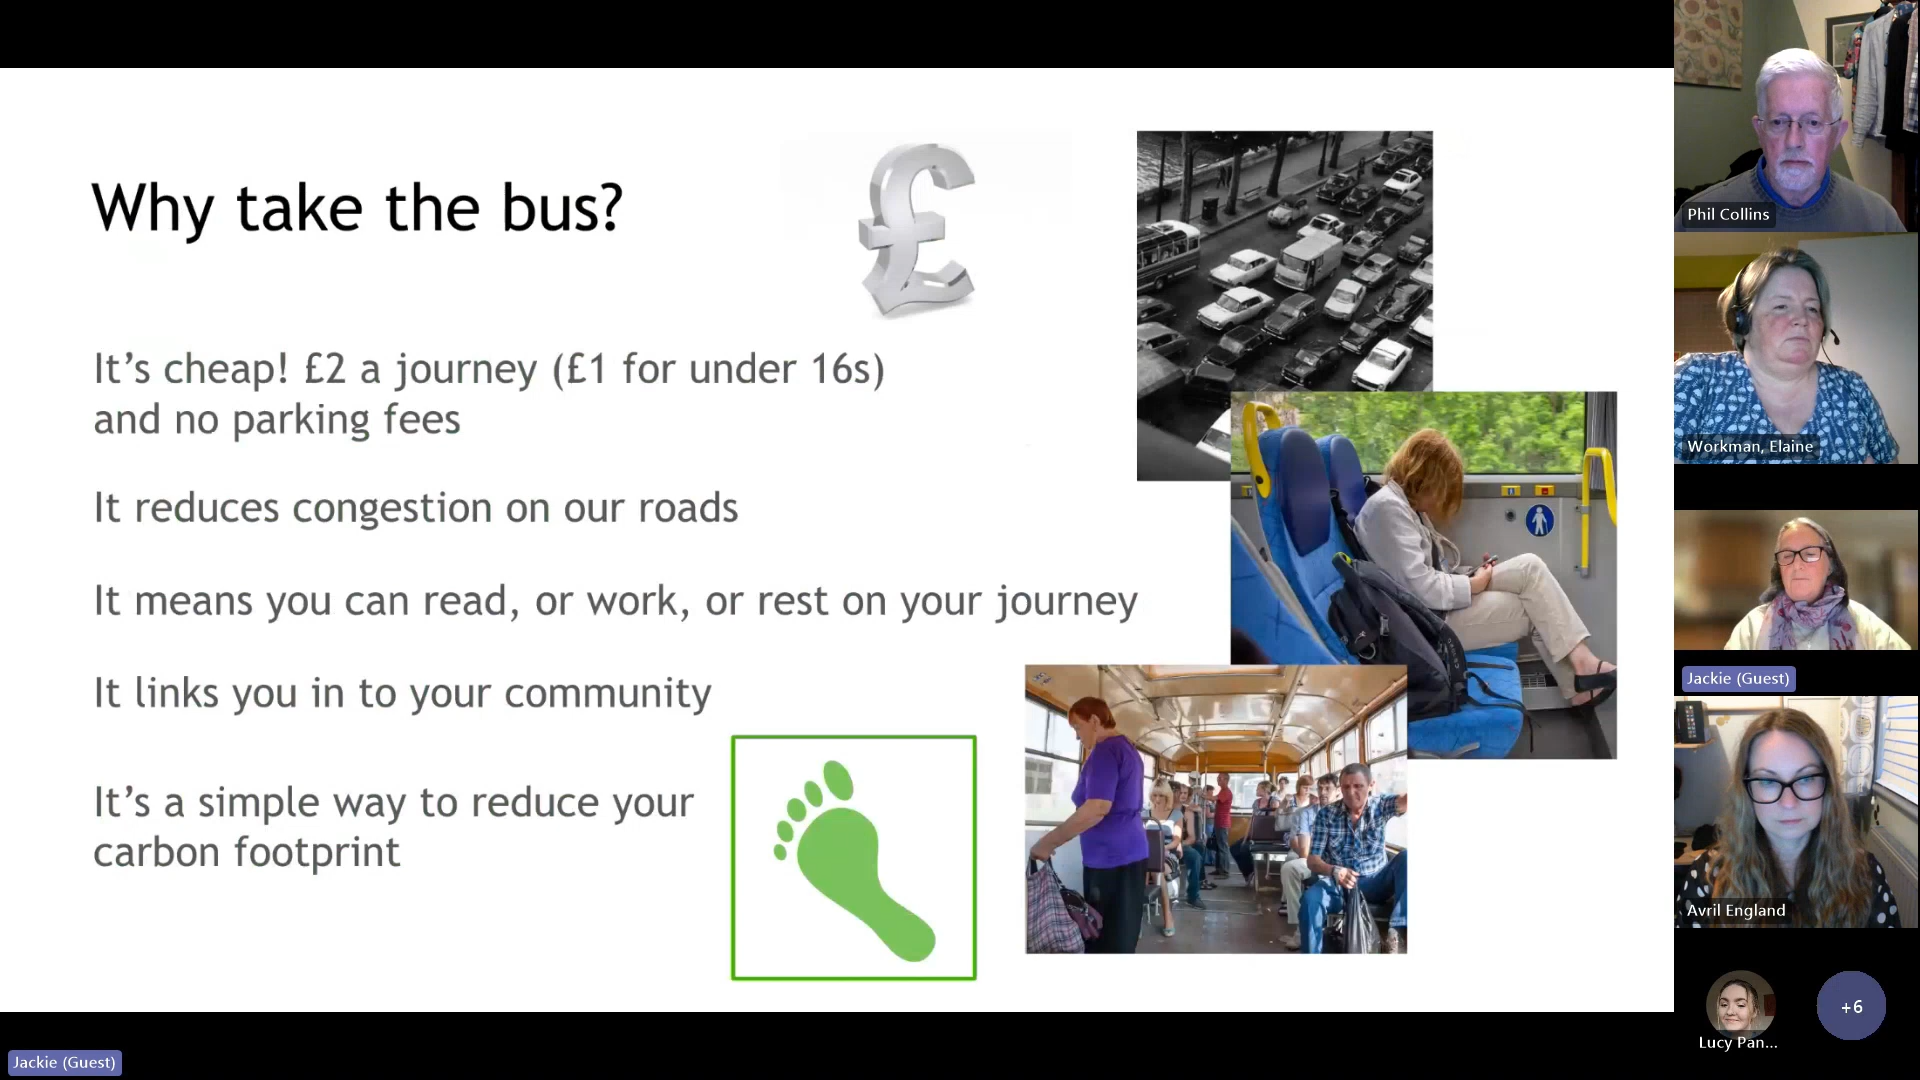 Why take the bus?
£
It's cheap! £2 a journey (£1 for under 16s)
and no parking fees
It reduces congestion on our roads
It means you can read, or work, or rest on your journey
It links you in to your community
It's a simple way to reduce your
carbon footprint
Phil Collins
Workman, Elaine
Jackie (Guest)
Avril England
Lucy Pan...
+6
Jackie (Guest)